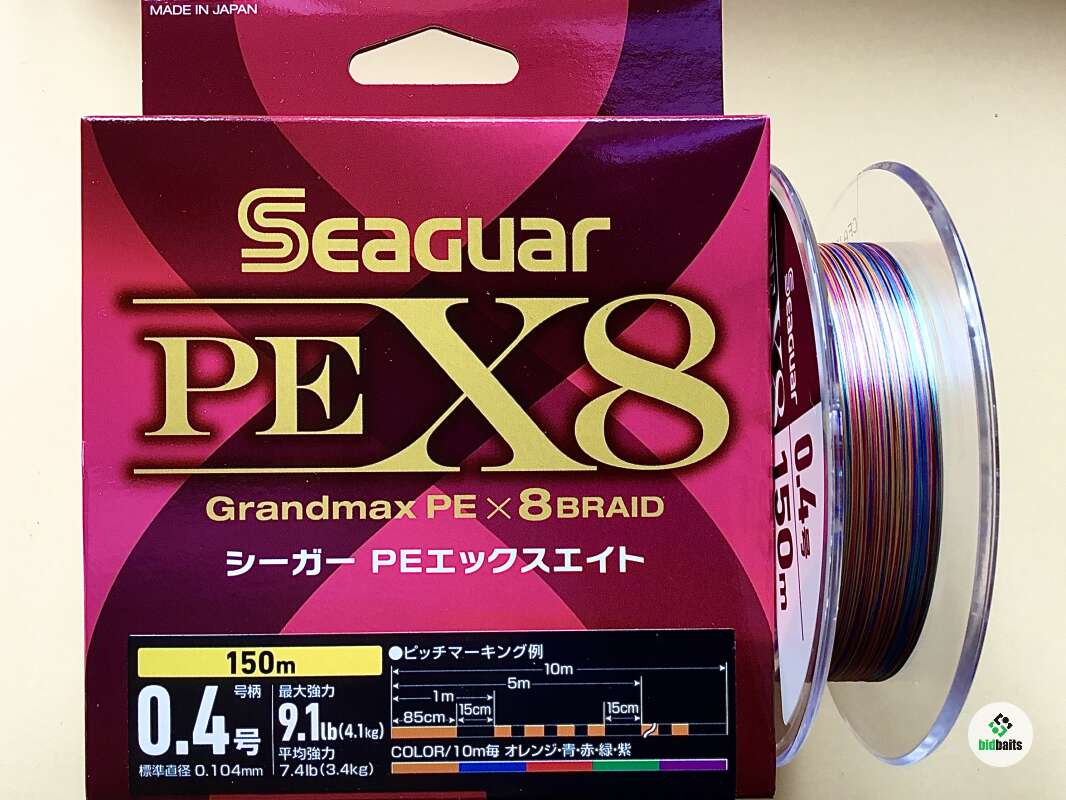 MADE IN JAPAN
Seaguar
PE X8
Grandmax PE × 8 BRAID
シーガー PEエックスエイト
150m
0.4号
号柄
標準直径 0.104mm
最大強力
9.1lb(4.1kg)
平均強力
7.4lb(3.4kg)
●ピッチマーキング例
10m
5m
1m
85cm
15cm
15cm
COLOR/10m毎 オレンジ・青・赤・緑・紫
Seaguar
X8
0.4号
150m
bidbaits